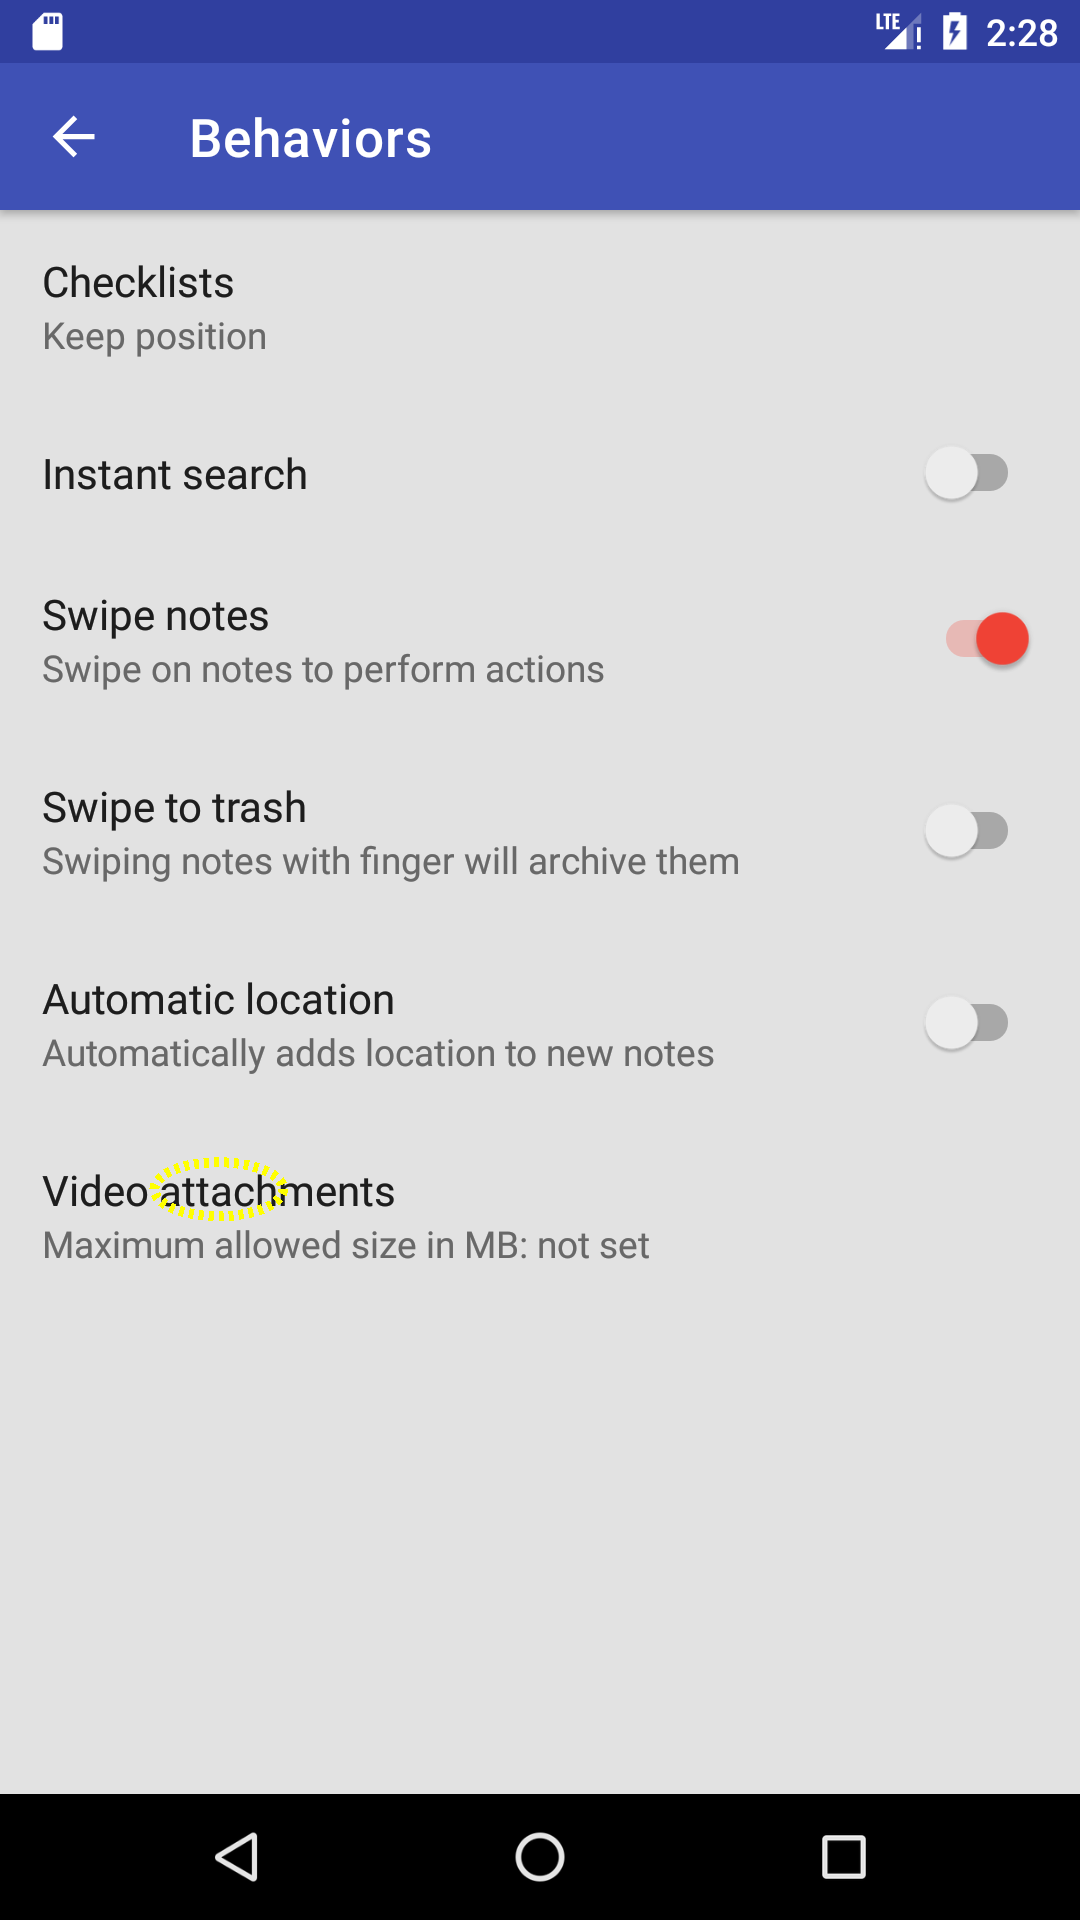 LTE 2:28
Behaviors
Checklists
Keep position
Instant search
Swipe notes
Swipe on notes to perform actions
Swipe to trash
Swiping notes with finger will archive them
Automatic location
Automatically adds location to new notes
Video attachments
Maximum allowed size in MB: not set